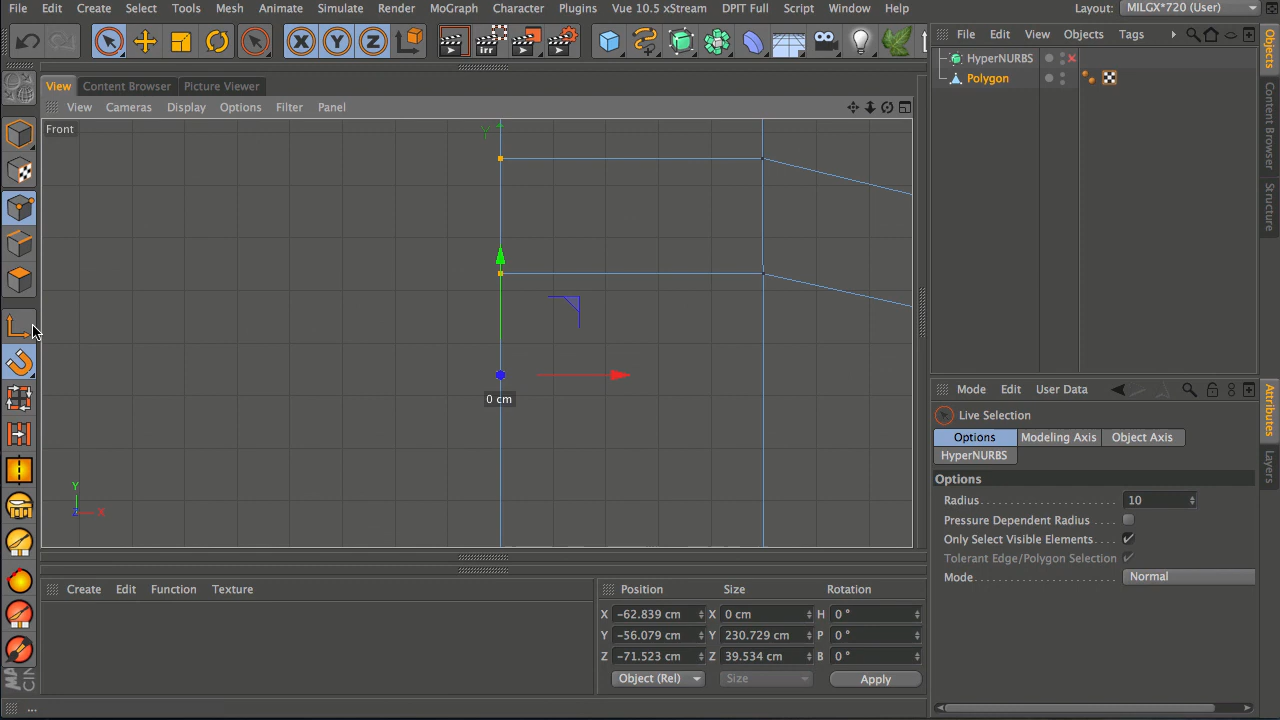 File Edit Create Select Tools Mesh Animate Simulate Render MoGraph Character Plugins Vue 10.5 xStream DPIT Full Script Window Help Layout: MILGX*720 (User)
X Y Z irr
File Edit View Objects Tags
View Content Browser Picture Viewer
View Cameras Display Options Filter Panel
HyperNURBS
Polygon
Objects
Content Browser
Structure
Front
Y
0 cm
Y
Z X
Mode Edit User Data
Live Selection
Options Modeling Axis Object Axis
HyperNURBS
Options
Radius 10
Pressure Dependent Radius
Only Select Visible Elements
Tolerant Edge/Polygon Selection
Mode Normal
Attributes
Layers
Create Edit Function Texture
Position Size Rotation
X -62.839 cm X 0 cm H 0 °
Y -56.079 cm Y 230.729 cm P 0 °
Z -71.523 cm Z 39.534 cm B 0 °
Object (Rel) Size Apply
...